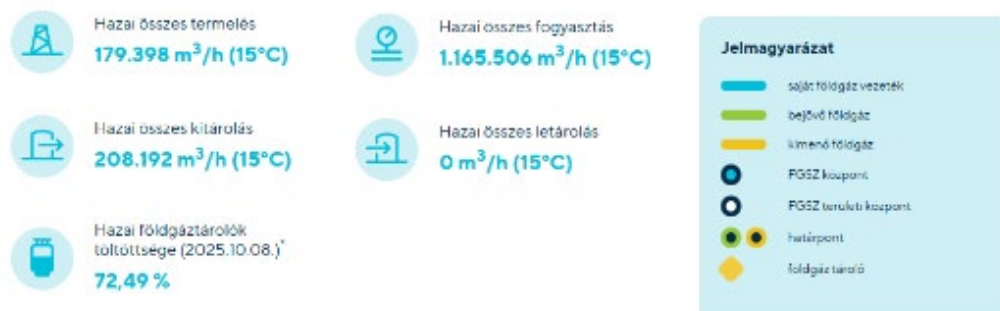 Hazai összes termelés
179.398 m³/h (15°C)
Hazai összes fogyasztás
1.165.506 m³/h (15°C)
Hazai összes kitárolás
208.192 m³/h (15°C)
Hazai összes letárolás
0 m³/h (15°C)
Hazai földgáztárolók
töltöttsége (2025.10.08.)*
72,49 %
Jelmagyarázat
saját földgáz vezeték
bejövő földgáz
kimenő földgáz
FGSZ központ
FGSZ területi központ
határpont
földgáz tároló